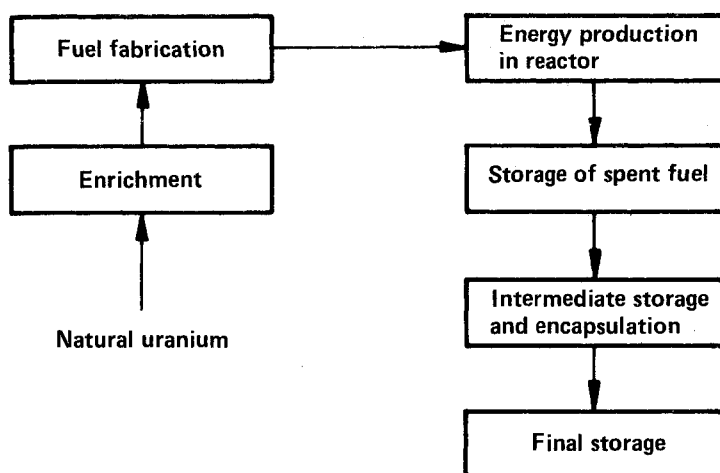 Fuel fabrication
Energy production
in reactor
Enrichment
Storage of spent fuel
Natural uranium
Intermediate storage
and encapsulation
Final storage